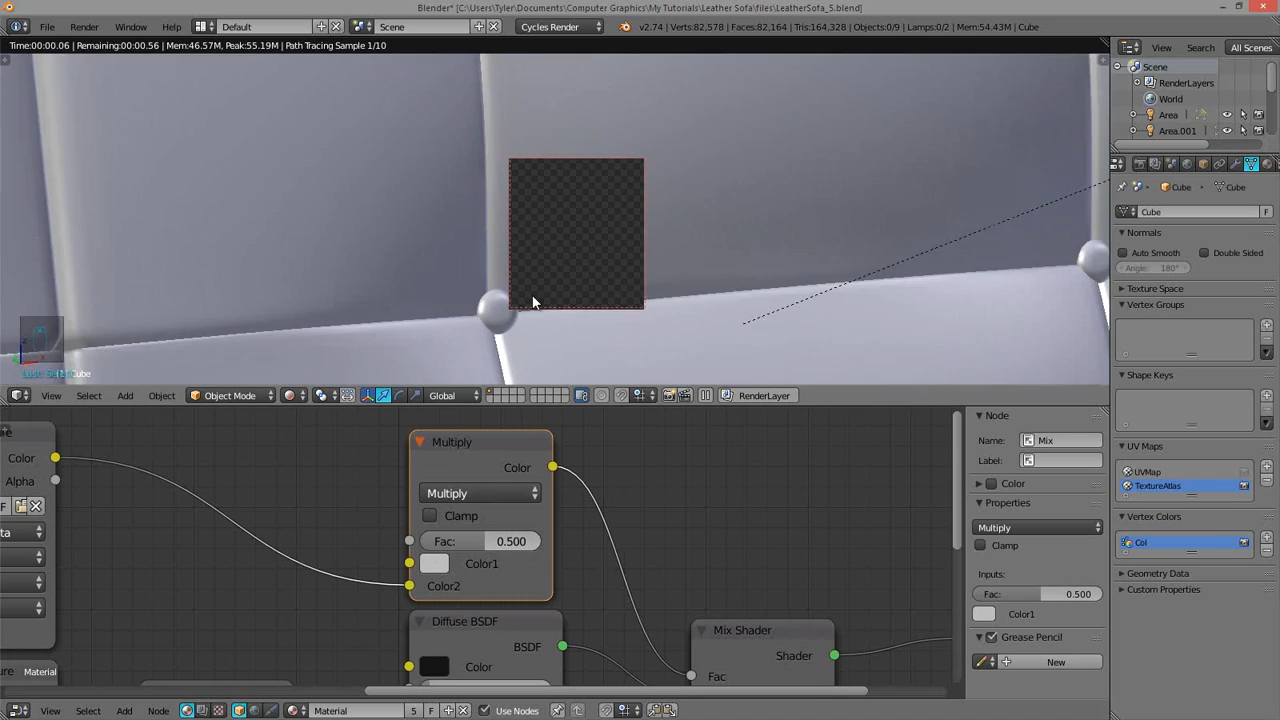 Blender* [C:\Users\Tyler\Documents\Computer Graphics\My Tutorials\Leather Sofa\files\LeatherSofa_5.blend]
File Render Window Help Default Scene Cycles Render v2.74 | Verts:82,578 | Faces:82,164 | Tris:164,328 | Objects:0/9 | Lamps:0/2 | Mem:54.43M | Cube View Search All Scenes
Time:00:00.06 | Remaining:00:00.56 | Mem:46.57M, Peak:55.19M | Path Tracing Sample 1/10
Scene
RenderLayers
World
Area
Area.001
Cube Cube
Cube F
Normals
Auto Smooth Double Sided
Angle: 180°
Texture Space
Vertex Groups
Shape Keys
UV Maps
UVMap
TextureAtlas
Vertex Colors
Col
Geometry Data
Custom Properties
View Select Add Object Object Mode Global RenderLayer
Color
Alpha
F
Multiply
Color
Multiply
Clamp
Fac: 0.500
Color1
Color2
Diffuse BSDF
BSDF
Color
Mix Shader
Shader
Fac
Material
Node
Name: Mix
Label:
Color
Properties
Multiply
Clamp
Inputs:
Fac: 0.500
Color1
Grease Pencil
New
View Select Add Node Material 5 F Use Nodes